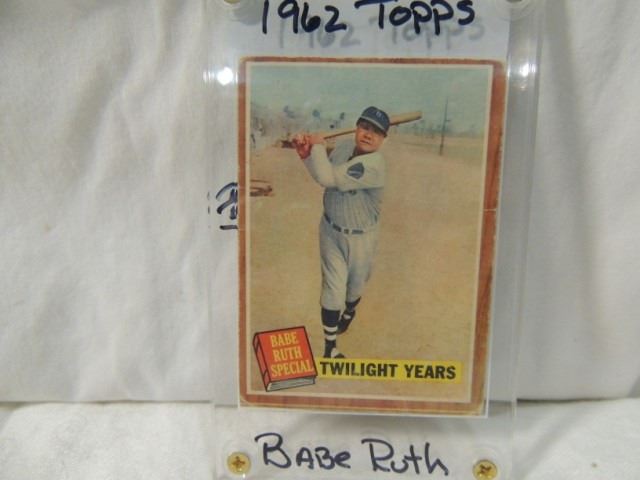 1962 Topps
BABE
RUTH
SPECIAL
TWILIGHT YEARS
BABe Ruth